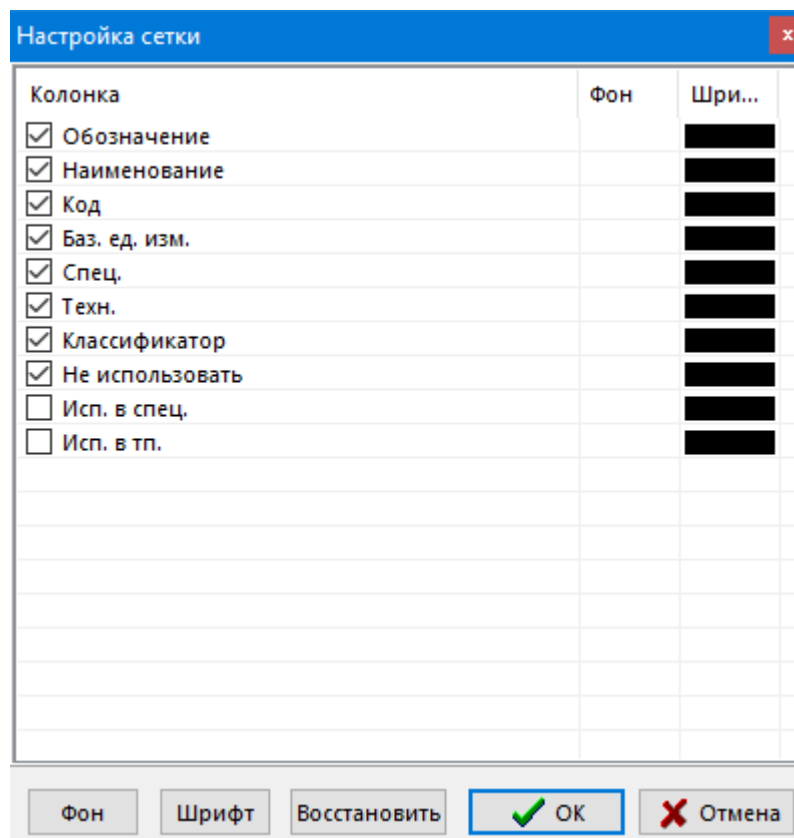 Настройка сетки x
Колонка Фон Шри...
Обозначение
Наименование
Код
Баз. ед. изм.
Спец.
Техн.
Классификатор
Не использовать
Исп. в спец.
Исп. в тп.
Фон Шрифт Восстановить ОК Отмена